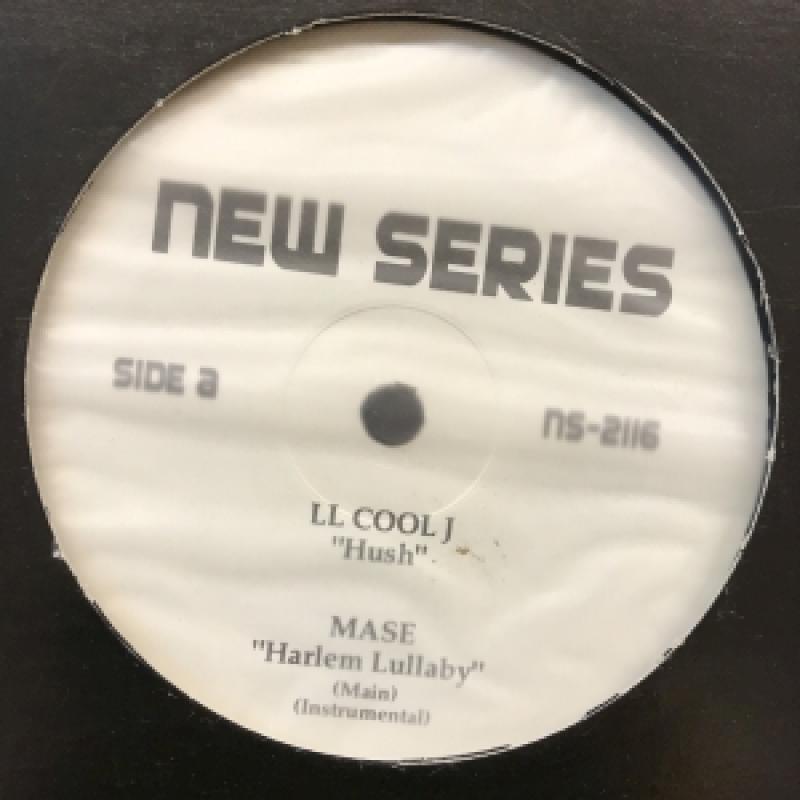 NEW SERIES
SIDE a
NS-2116
LL COOL J
"Hush"
MASE
"Harlem Lullaby"
(Main)
(Instrumental)